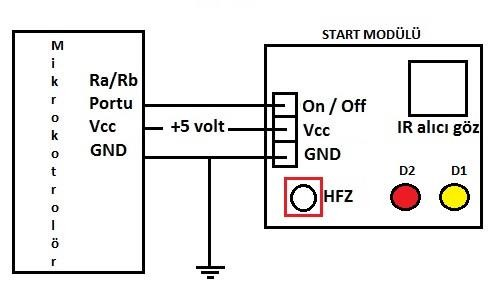 START MODÜLÜ
Mikrokotrolör
Ra/Rb
Portu
Vcc
GND
+5 volt
On / Off
Vcc
GND
IR alıcı göz
HFZ
D2
D1